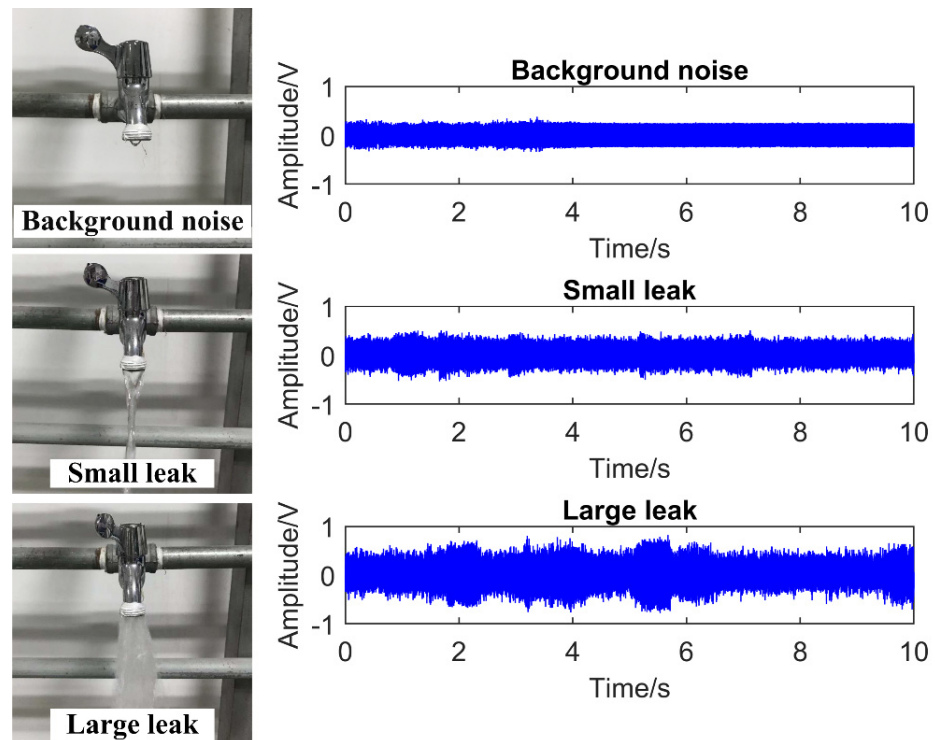 Background noise
Small leak
Large leak
Background noise
Amplitude/V
1
0
-1
0 2 4 6 8 10
Time/s
Small leak
Amplitude/V
1
0
-1
0 2 4 6 8 10
Time/s
Large leak
Amplitude/V
1
0
-1
0 2 4 6 8 10
Time/s